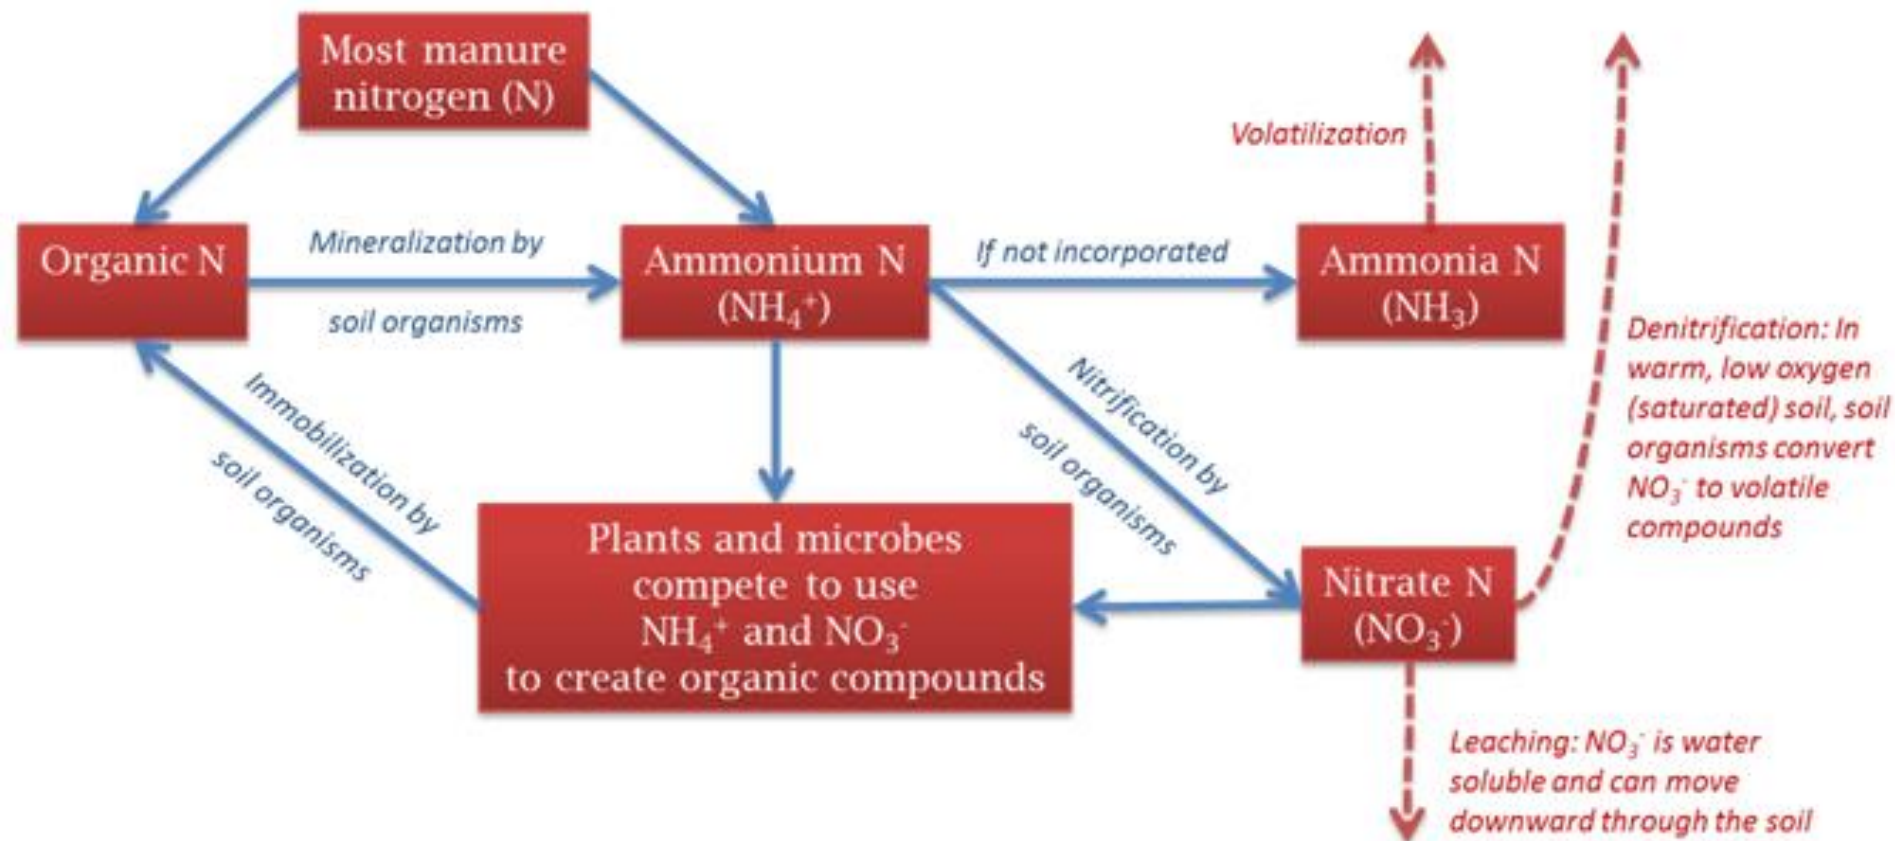 Most manure
nitrogen (N)
Volatilization
Organic N
Mineralization by
soil organisms
Ammonium N
(NH₄⁺)
If not incorporated
Ammonia N
(NH₃)
Denitrification: In
warm, low oxygen
(saturated) soil, soil
organisms convert
NO₃⁻ to volatile
compounds
Immobilization by
soil organisms
Nitrification by
soil organisms
Plants and microbes
compete to use
NH₄⁺ and NO₃⁻
to create organic compounds
Nitrate N
(NO₃⁻)
Leaching: NO₃⁻ is water
soluble and can move
downward through the soil